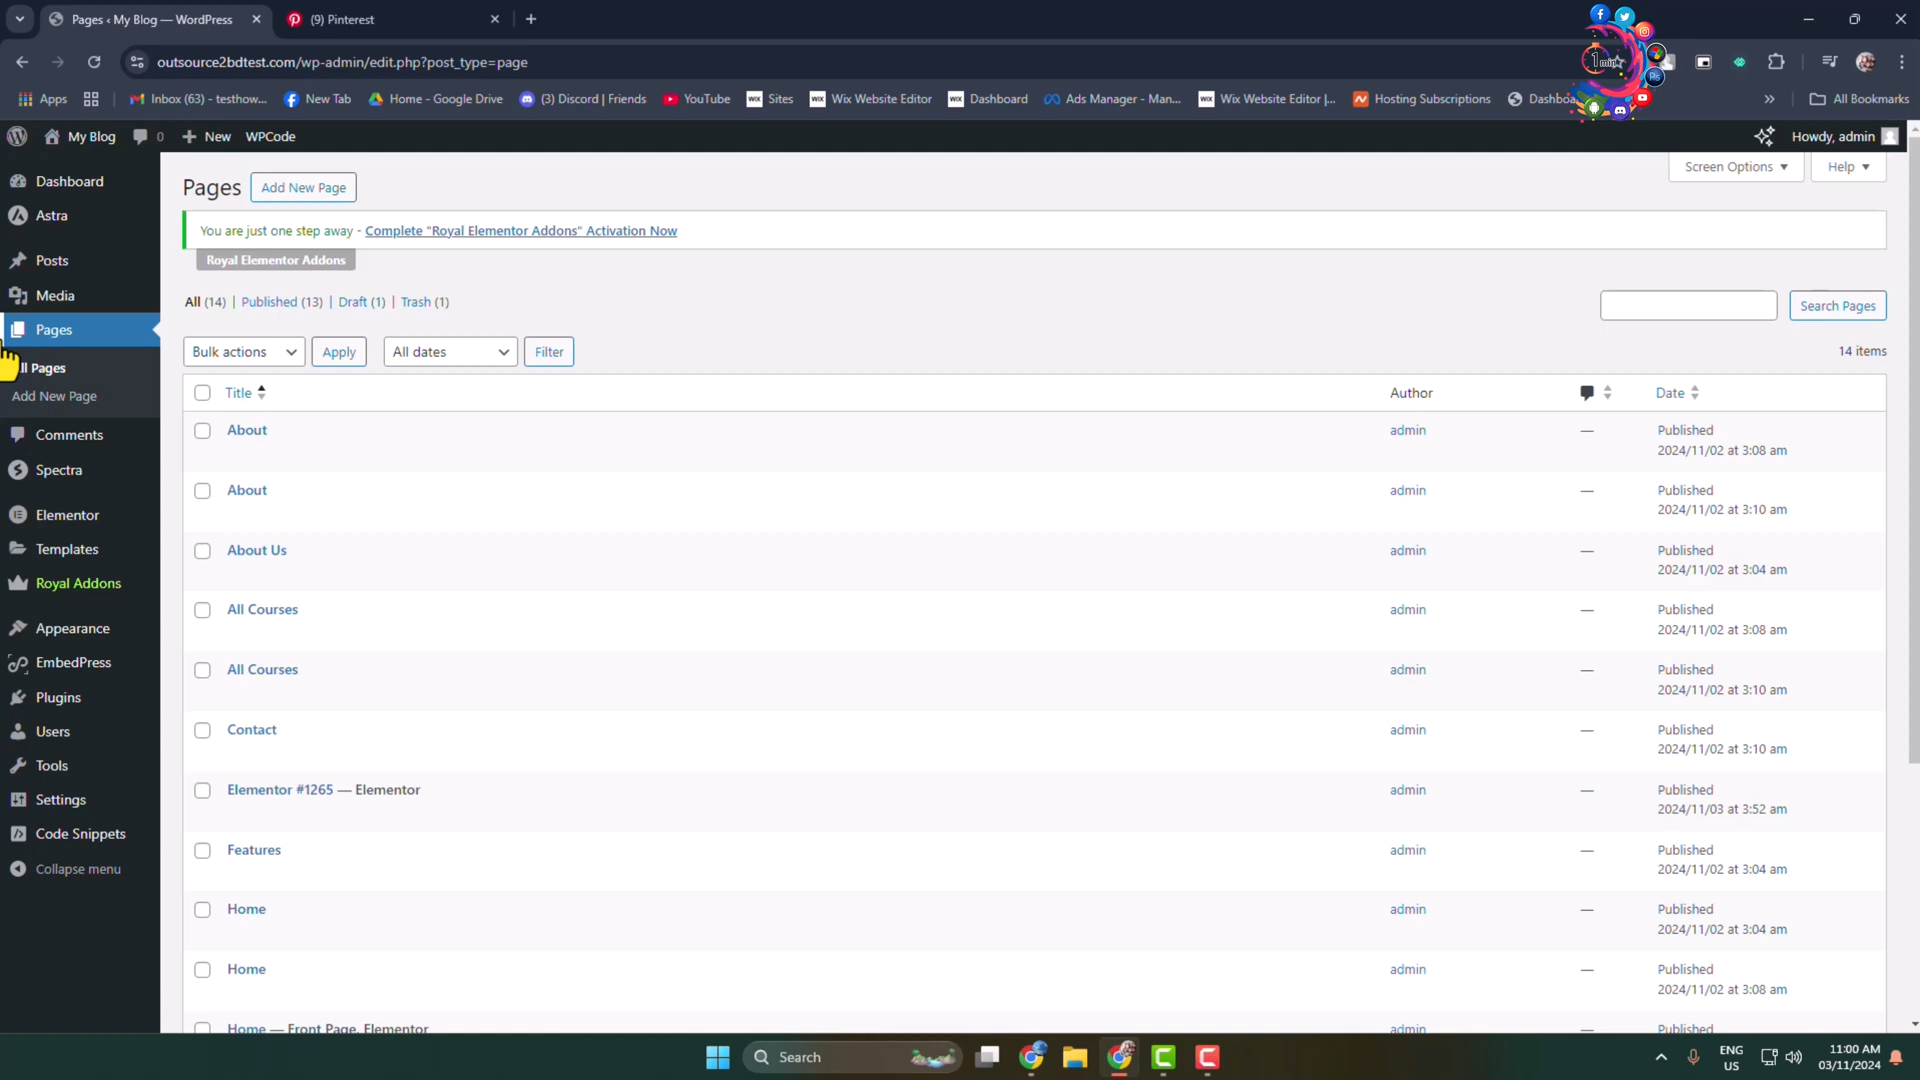 Pages ‹ My Blog — WordPress
(9) Pinterest
outsource2bdtest.com/wp-admin/edit.php?post_type=page
1 min
Ps
Apps
Inbox (63) - testhow...
New Tab
Home - Google Drive
(3) Discord | Friends
YouTube
WIX Sites
WIX Wix Website Editor
WIX Dashboard
Ads Manager - Man...
WIX Wix Website Editor |...
Hosting Subscriptions
All Bookmarks
My Blog
0
New
WPCode
Howdy, admin
Dashboard
Astra
Posts
Media
Pages
Add New Page
Comments
Spectra
Elementor
Templates
Royal Addons
Appearance
EmbedPress
Plugins
Users
Tools
Settings
Code Snippets
Collapse menu
Screen Options
Help
Pages
Add New Page
You are just one step away - Complete "Royal Elementor Addons" Activation Now
Royal Elementor Addons
All (14) | Published (13) | Draft (1) | Trash (1)
Search Pages
Bulk actions
Apply
All dates
Filter
14 items
Title
Author
Date
About
admin
—
Published
2024/11/02 at 3:08 am
About
admin
—
Published
2024/11/02 at 3:10 am
About Us
admin
—
Published
2024/11/02 at 3:04 am
All Courses
admin
—
Published
2024/11/02 at 3:08 am
All Courses
admin
—
Published
2024/11/02 at 3:10 am
Contact
admin
—
Published
2024/11/02 at 3:10 am
Elementor #1265 — Elementor
admin
—
Published
2024/11/03 at 3:52 am
Features
admin
—
Published
2024/11/02 at 3:04 am
Home
admin
—
Published
2024/11/02 at 3:04 am
Home
admin
—
Published
2024/11/02 at 3:08 am
Home — Front Page, Elementor
admin
—
Published
Search
ENG
US
11:00 AM
03/11/2024